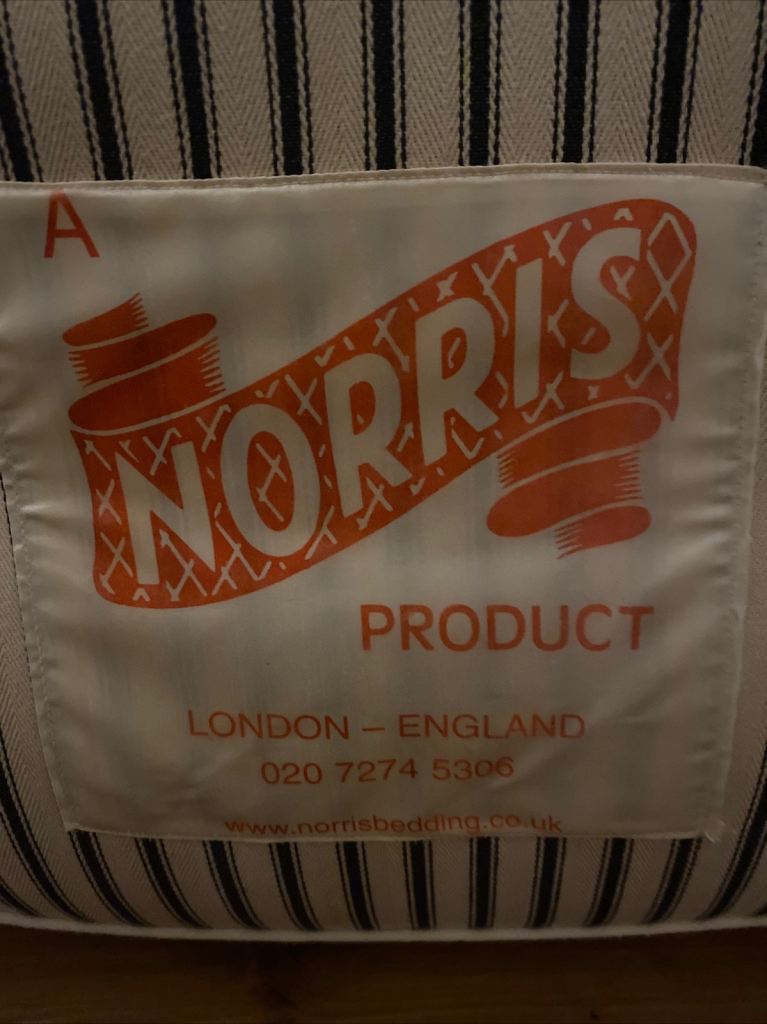 A
NORRIS
PRODUCT
LONDON – ENGLAND
020 7274 5306
www.norrisbedding.co.uk